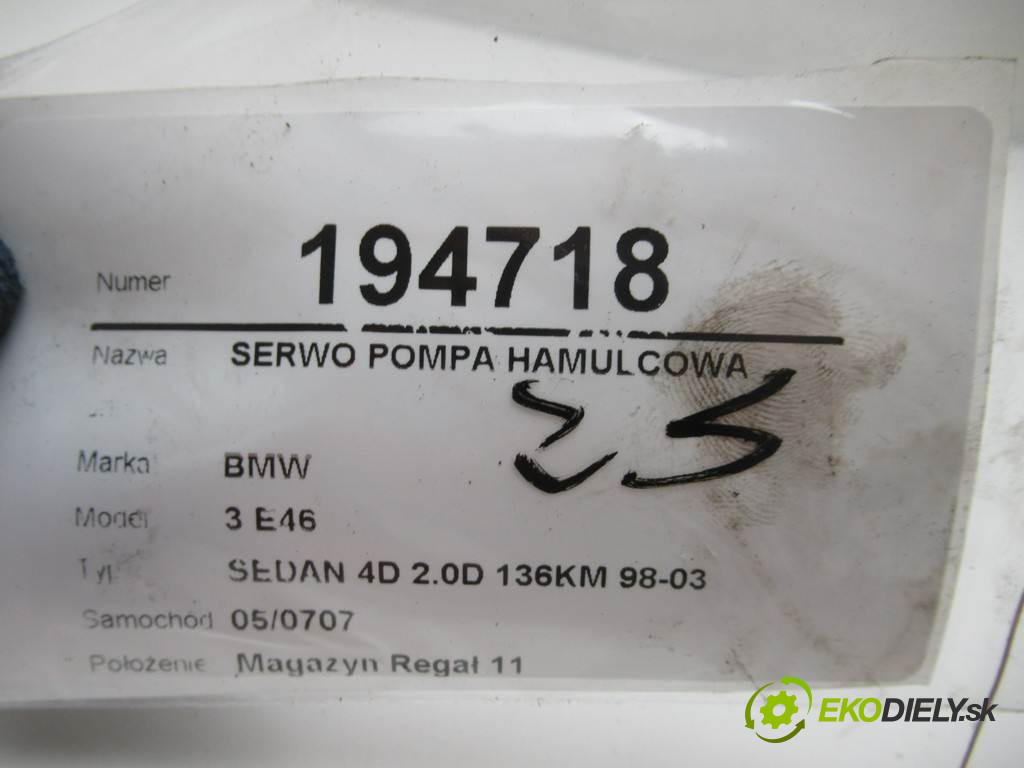 Numer 194718
Nazwa SERWO POMPA HAMULCOWA
Marka BMW
Model 3 E46
Typ SEDAN 4D 2.0D 136KM 98-03
Samochód 05/0707
Położenie Magazyn Regał 11
EKODIELY.sk